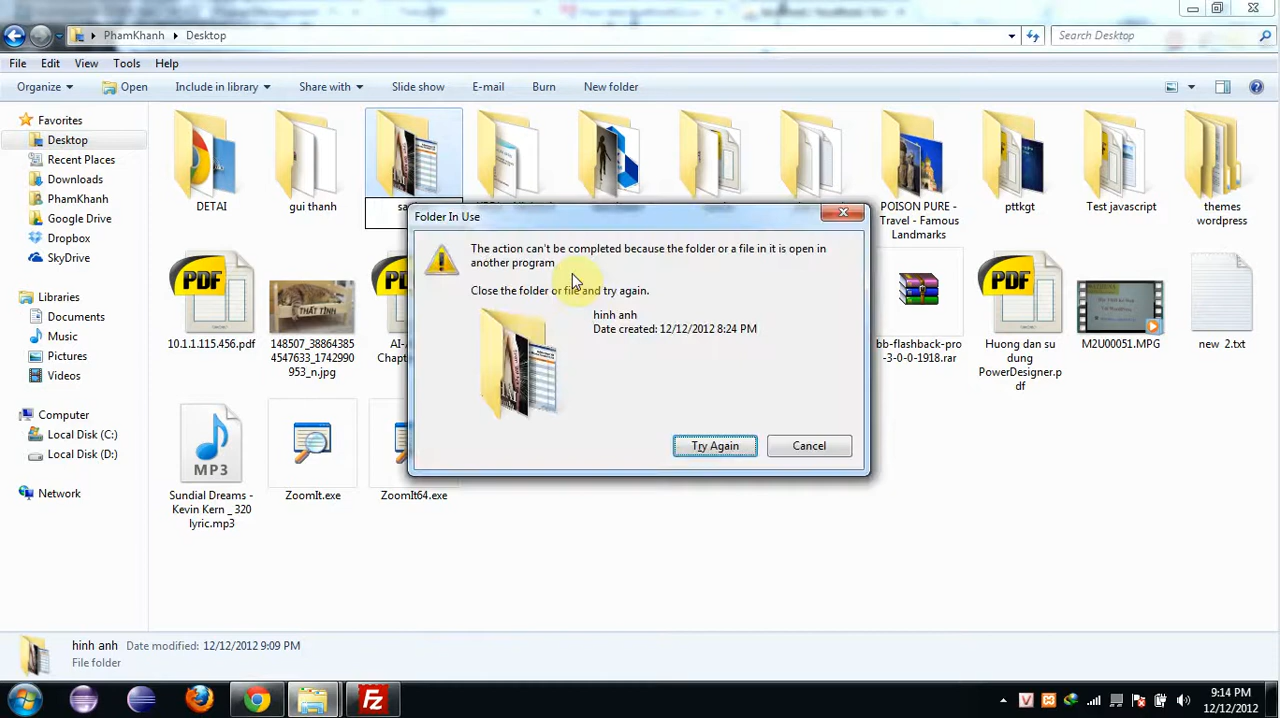 PhamKhanh
Desktop
Search Desktop
File
Edit
View
Tools
Help
Organize
Open
Include in library
Share with
Slide show
E-mail
Burn
New folder
Favorites
Desktop
Recent Places
Downloads
PhamKhanh
Google Drive
Dropbox
SkyDrive
Libraries
Documents
Music
Pictures
Videos
Computer
Local Disk (C:)
Local Disk (D:)
Network
DETAI
gui thanh
POISON PURE -
Travel - Famous
Landmarks
pttkgt
Test javascript
themes
wordpress
PDF
10.1.1.115.456.pdf
THẤT TÌNH
148507_38864385
4547633_1742990
953_n.jpg
PDF
AI-
Chapt
bb-flashback-pro
-3-0-0-1918.rar
PDF
Huong dan su
dung
PowerDesigner.p
df
M2U00051.MPG
new 2.txt
MP3
Sundial Dreams -
Kevin Kern _ 320
lyric.mp3
ZoomIt.exe
ZoomIt64.exe
Folder In Use
The action can't be completed because the folder or a file in it is open in
another program
Close the folder or file and try again.
hinh anh
Date created: 12/12/2012 8:24 PM
Try Again
Cancel
hinh anh
Date modified: 12/12/2012 9:09 PM
File folder
9:14 PM
12/12/2012